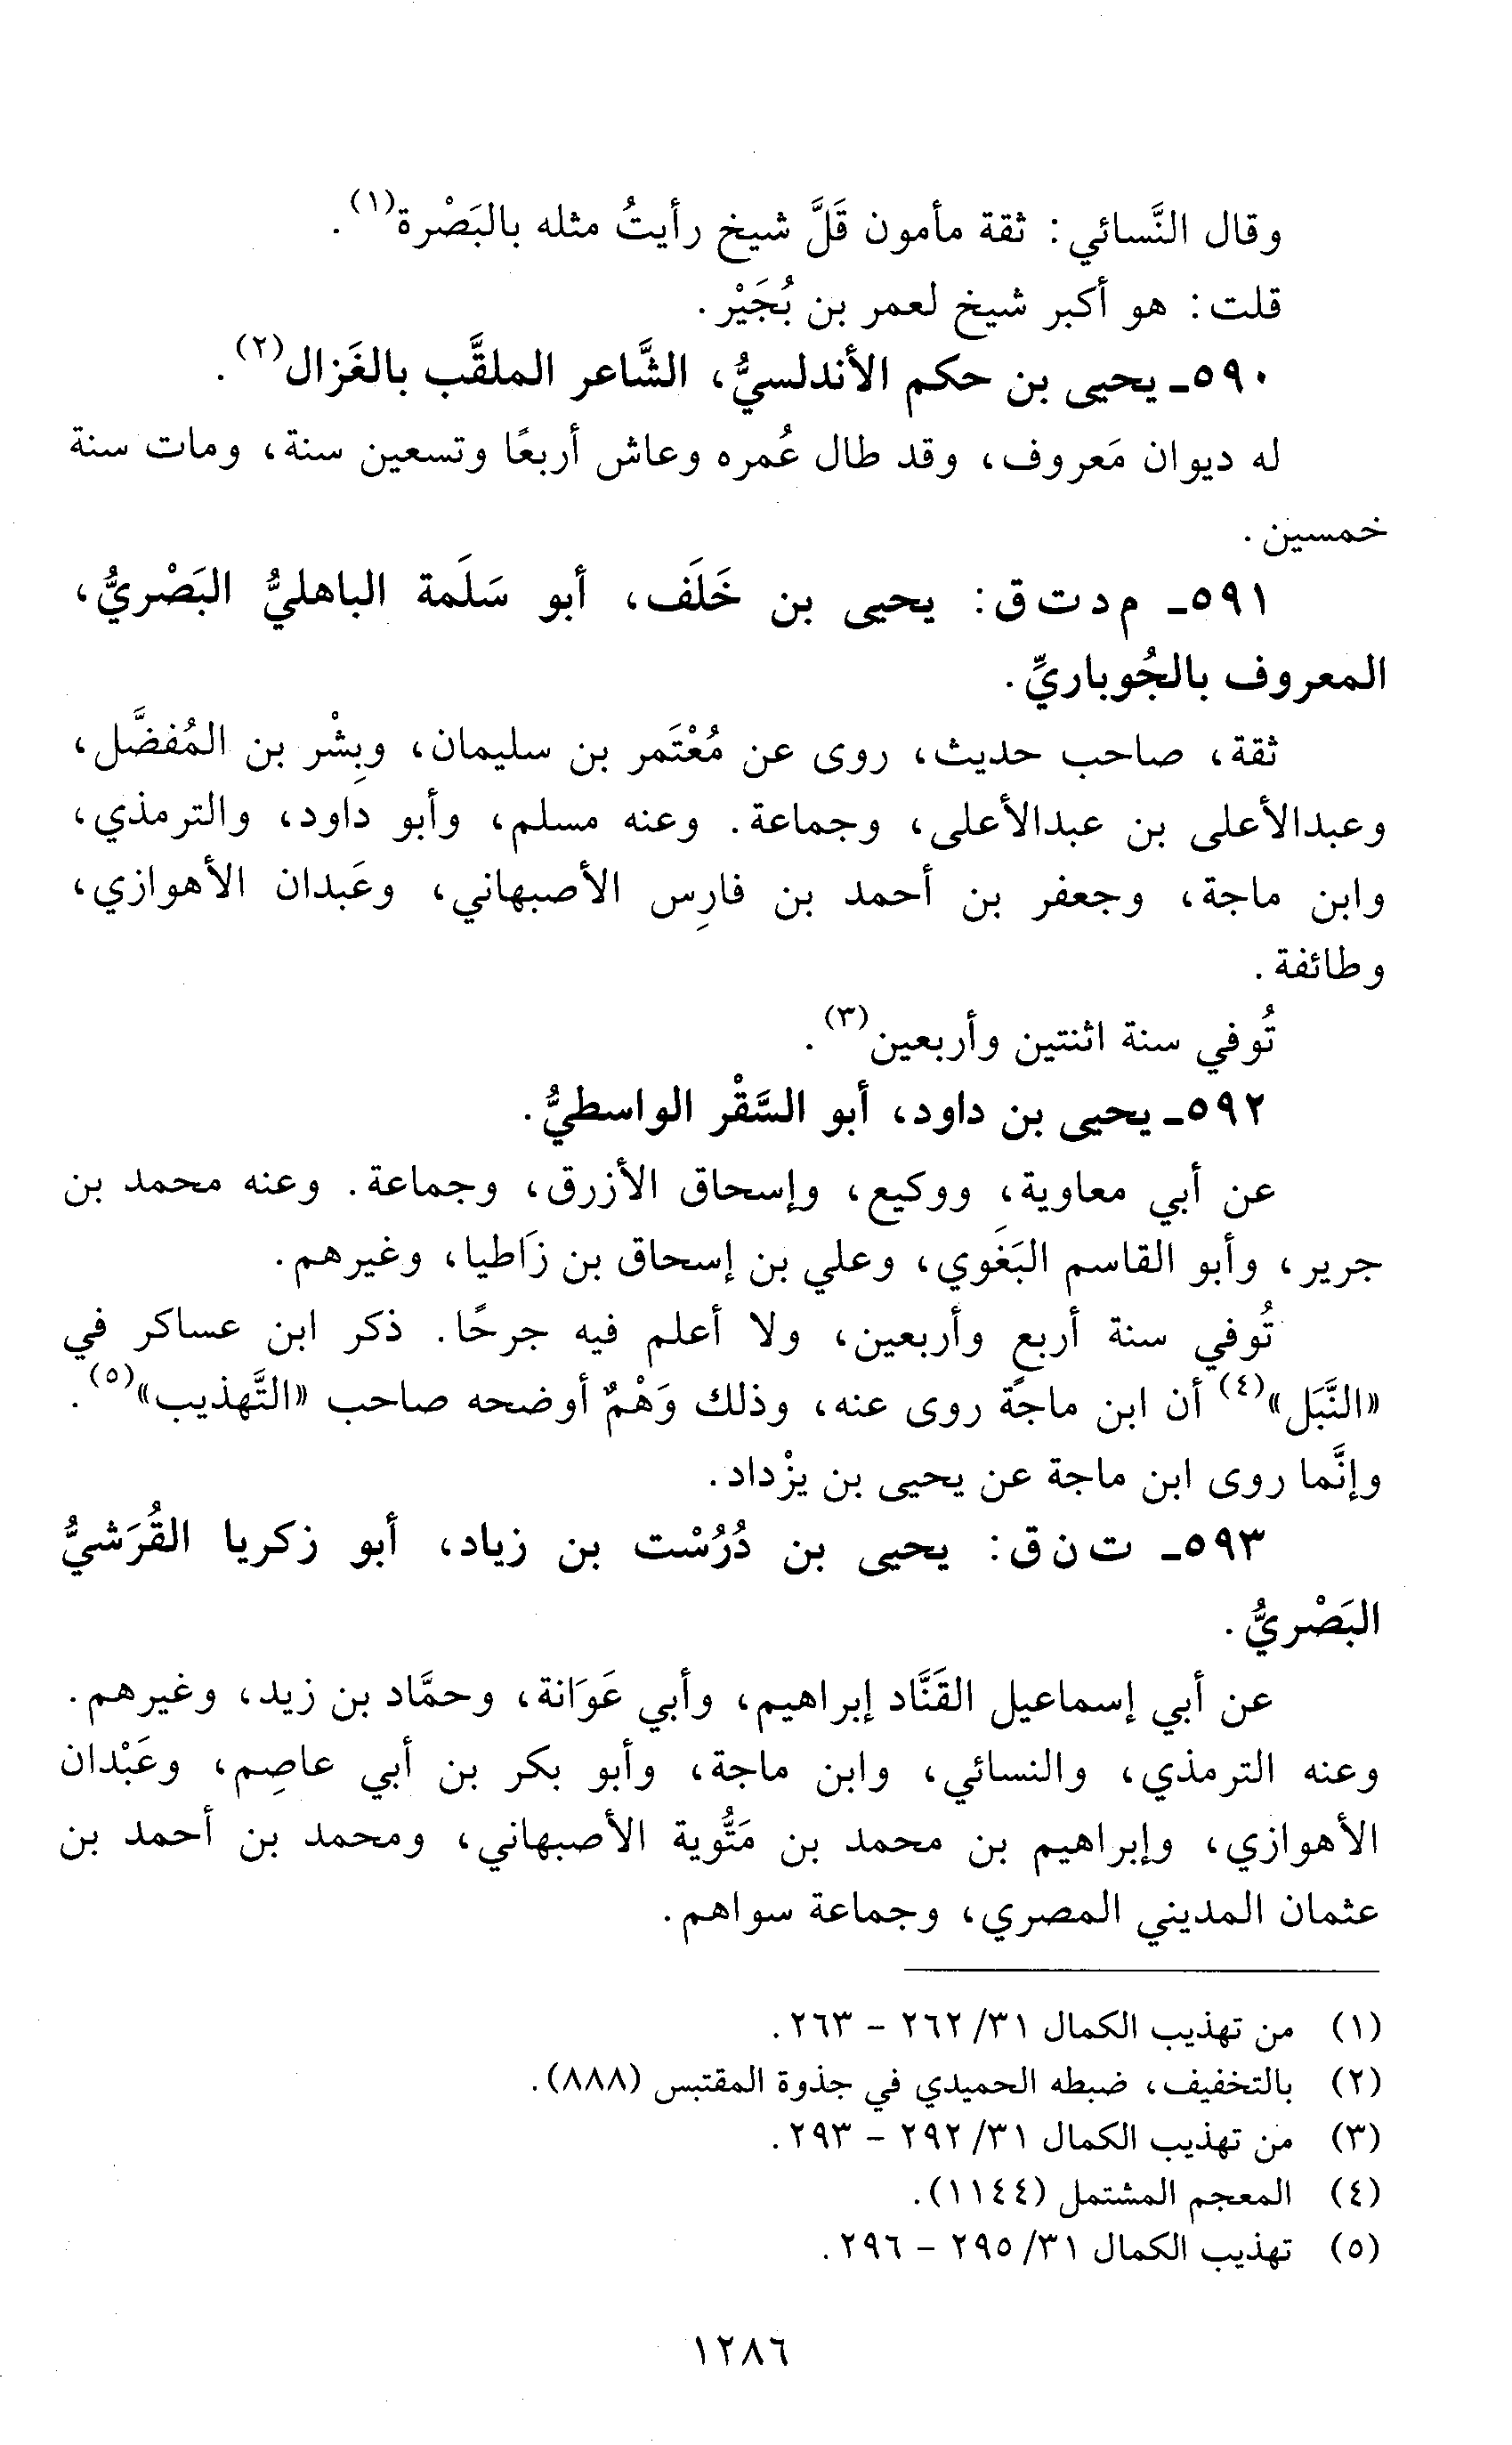 وقال النَّسائي: ثقة مأمون قَلَّ شيخ رأيتُ مثله بالبَصْرة(١).
قلت: هو أكبر شيخ لعمر بن بُجَيْر.
٥٩٠ـ يحيى بن حكم الأندلسيُّ، الشَّاعر الملقَّب بالغَزال(٢).
له ديوان مَعروف، وقد طال عُمره وعاش أربعًا وتسعين سنة، ومات سنة
خمسين.
٥٩١ـ م د ت ق: يحيى بن خَلَف، أبو سَلَمة الباهليُّ البَصْريُّ،
المعروف بالجُوباريِّ.
ثقة، صاحب حديث، روى عن مُعْتَمر بن سليمان، وبِشْر بن المُفضَّل،
وعبدالأعلى بن عبدالأعلى، وجماعة. وعنه مسلم، وأبو داود، والترمذي،
وابن ماجة، وجعفر بن أحمد بن فارِس الأصبهاني، وعَبدان الأهوازي،
وطائفة.
تُوفي سنة اثنتين وأربعين(٣).
٥٩٢ـ يحيى بن داود، أبو السَّقْر الواسطيُّ.
عن أبي معاوية، ووكيع، وإسحاق الأزرق، وجماعة. وعنه محمد بن
جرير، وأبو القاسم البَغَوي، وعلي بن إسحاق بن زَاطيا، وغيرهم.
تُوفي سنة أربع وأربعين، ولا أعلم فيه جرحًا. ذكر ابن عساكر في
«النَّبَل»(٤) أن ابن ماجة روى عنه، وذلك وَهْمٌ أوضحه صاحب «التَّهذيب»(٥).
وإنَّما روى ابن ماجة عن يحيى بن يزْداد.
٥٩٣ـ ت ن ق: يحيى بن دُرُسْت بن زياد، أبو زكريا القُرَشيُّ
البَصْريُّ.
عن أبي إسماعيل القَنَّاد إبراهيم، وأبي عَوَانة، وحمَّاد بن زيد، وغيرهم.
وعنه الترمذي، والنسائي، وابن ماجة، وأبو بكر بن أبي عاصِم، وعَبْدان
الأهوازي، وإبراهيم بن محمد بن مَتُّوية الأصبهاني، ومحمد بن أحمد بن
عثمان المديني المصري، وجماعة سواهم.
(١) من تهذيب الكمال ٣١/ ٢٦٢ – ٢٦٣.
(٢) بالتخفيف، ضبطه الحميدي في جذوة المقتبس (٨٨٨).
(٣) من تهذيب الكمال ٣١/ ٢٩٢ – ٢٩٣.
(٤) المعجم المشتمل (١١٤٤).
(٥) تهذيب الكمال ٣١/ ٢٩٥ – ٢٩٦.
١٢٨٦